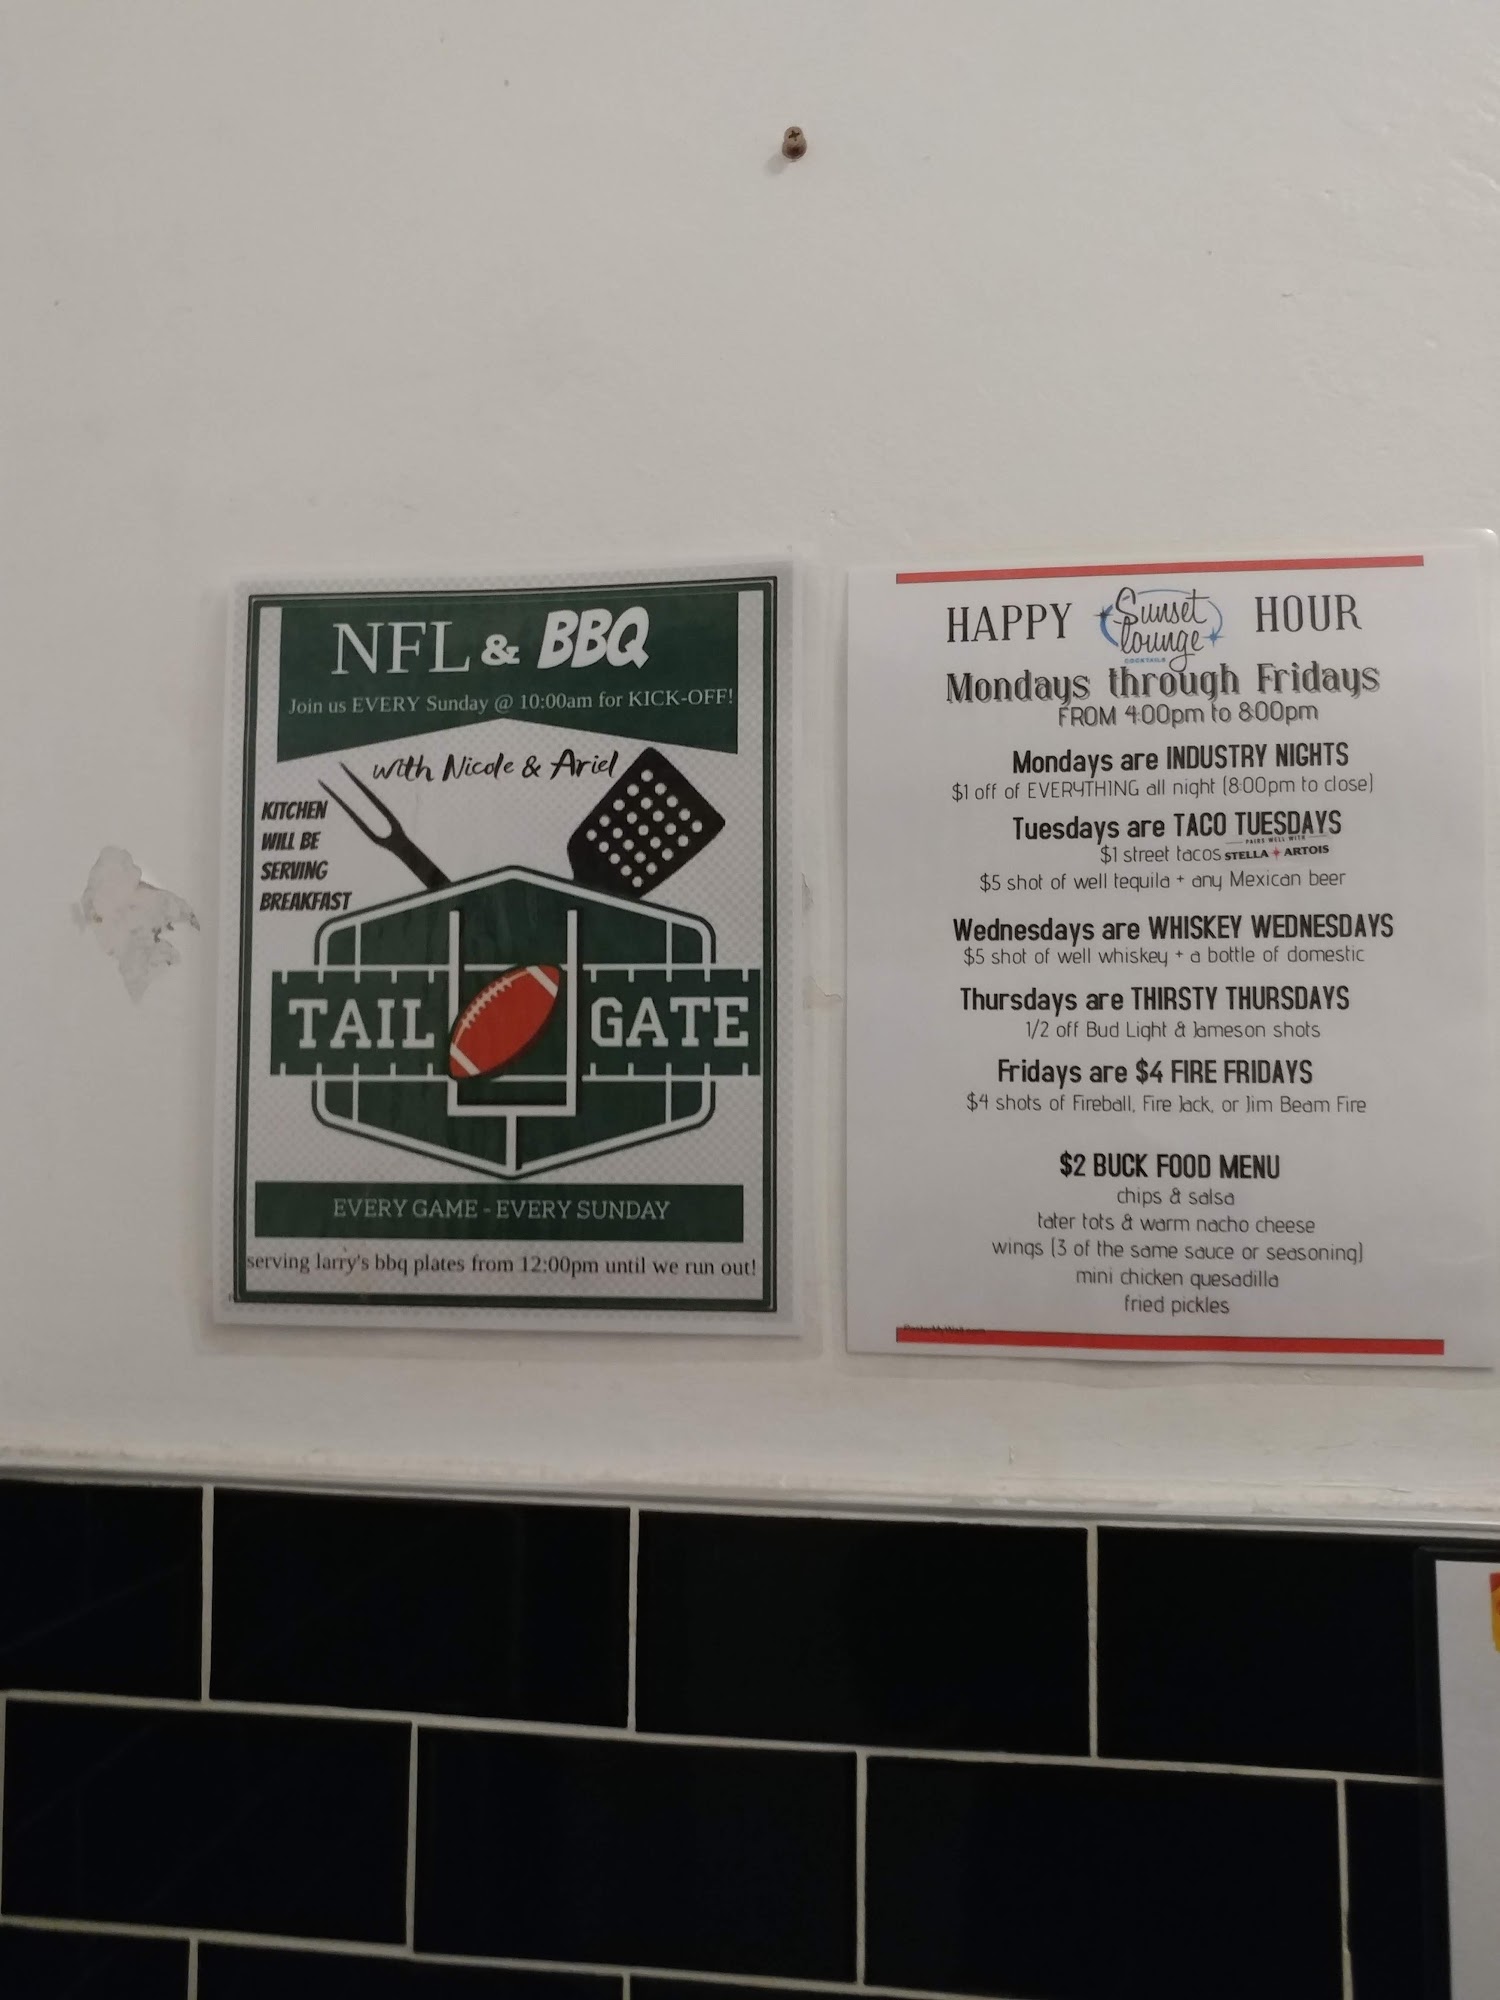 NFL & BBQ
Join us EVERY Sunday @ 10:00am for KICK-OFF!
with Nicole & Ariel
KITCHEN
WILL BE
SERVING
BREAKFAST
TAIL GATE
EVERY GAME - EVERY SUNDAY
serving larry's bbq plates from 12:00pm until we run out!
HAPPY Sunset HOUR
lounge
COCKTAILS
Mondays through Fridays
FROM 4:00pm to 8:00pm
Mondays are INDUSTRY NIGHTS
$1 off of EVERYTHING all night (8:00pm to close)
Tuesdays are TACO TUESDAYS
PAIRS WELL WITH
$1 street tacos STELLA ARTOIS
$5 shot of well tequila + any Mexican beer
Wednesdays are WHISKEY WEDNESDAYS
$5 shot of well whiskey + a bottle of domestic
Thursdays are THIRSTY THURSDAYS
1/2 off Bud Light & Jameson shots
Fridays are $4 FIRE FRIDAYS
$4 shots of Fireball, Fire Jack, or Jim Beam Fire
$2 BUCK FOOD MENU
chips & salsa
tater tots & warm nacho cheese
wings (3 of the same sauce or seasoning)
mini chicken quesadilla
fried pickles